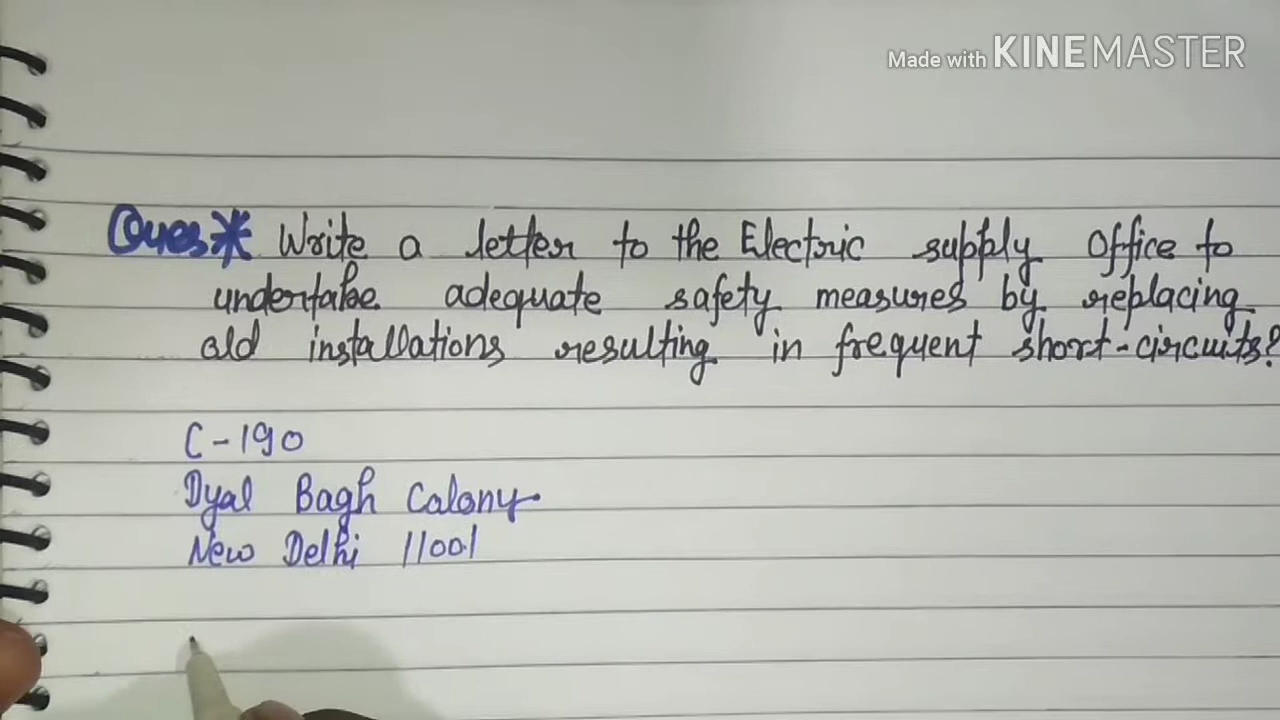 Made with KINEMASTER
Ques* Write a letter to the Electric supply Office to
undertake adequate safety measures by replacing
old installations resulting in frequent short-circuits?
C-190
Dyal Bagh Colony
New Delhi 11001